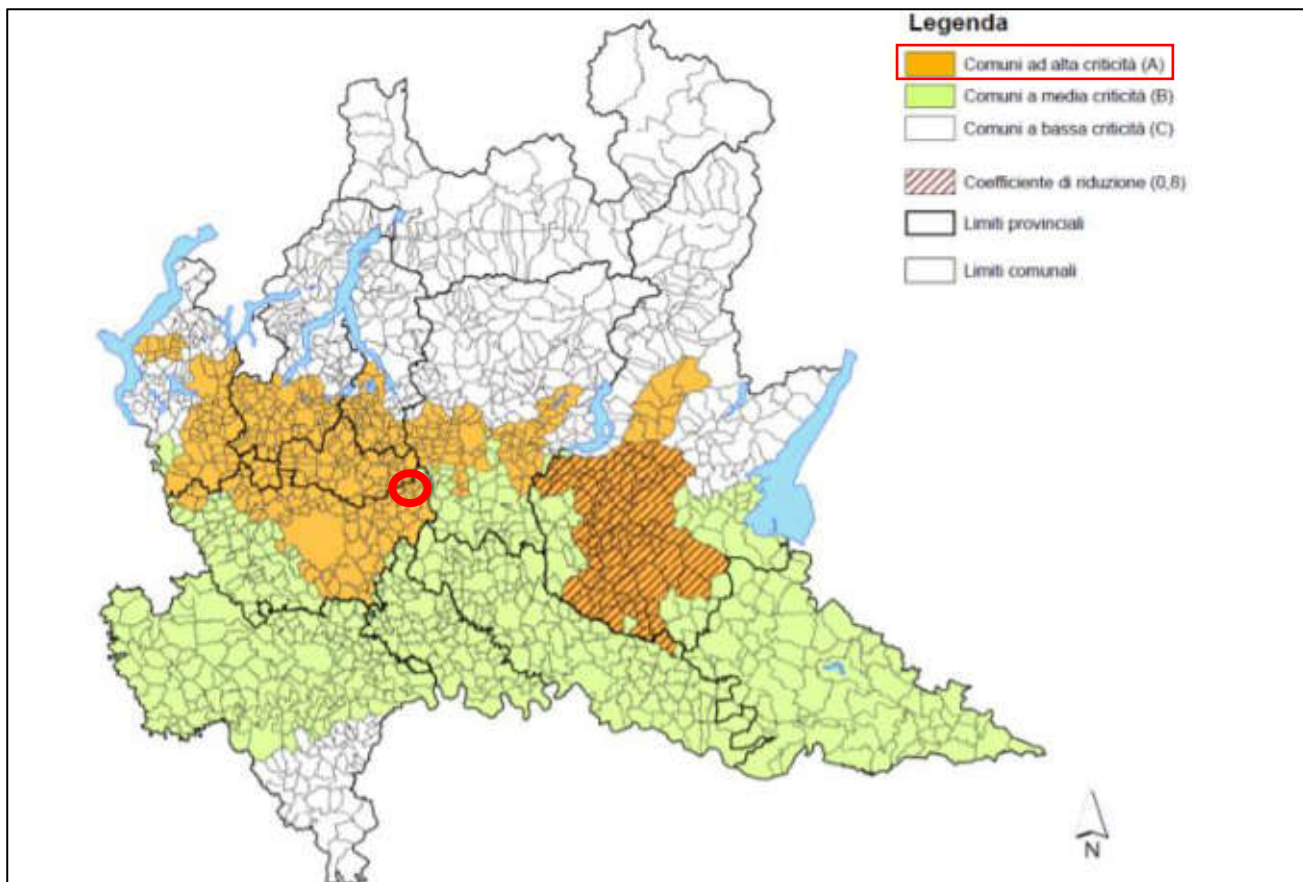 Legenda
Comuni ad alta criticità (A)
Comuni a media criticità (B)
Comuni a bassa criticità (C)
Coefficiente di riduzione (0,8)
Limiti provinciali
Limiti comunali
N